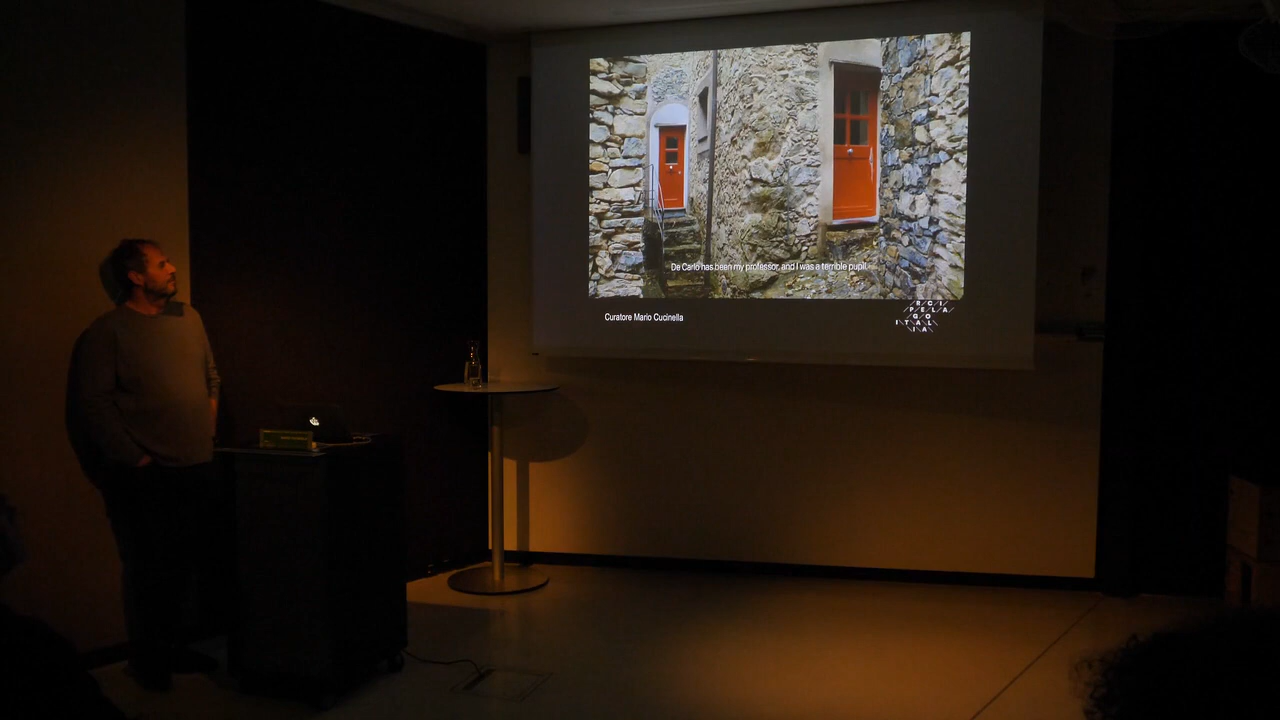 De Carlo has been my professor, and I was a terrible pupil.
Curatore Mario Cucinella
/R/C/I
P/E/L/A/
G/O
I\T\A\L\
\I\A\